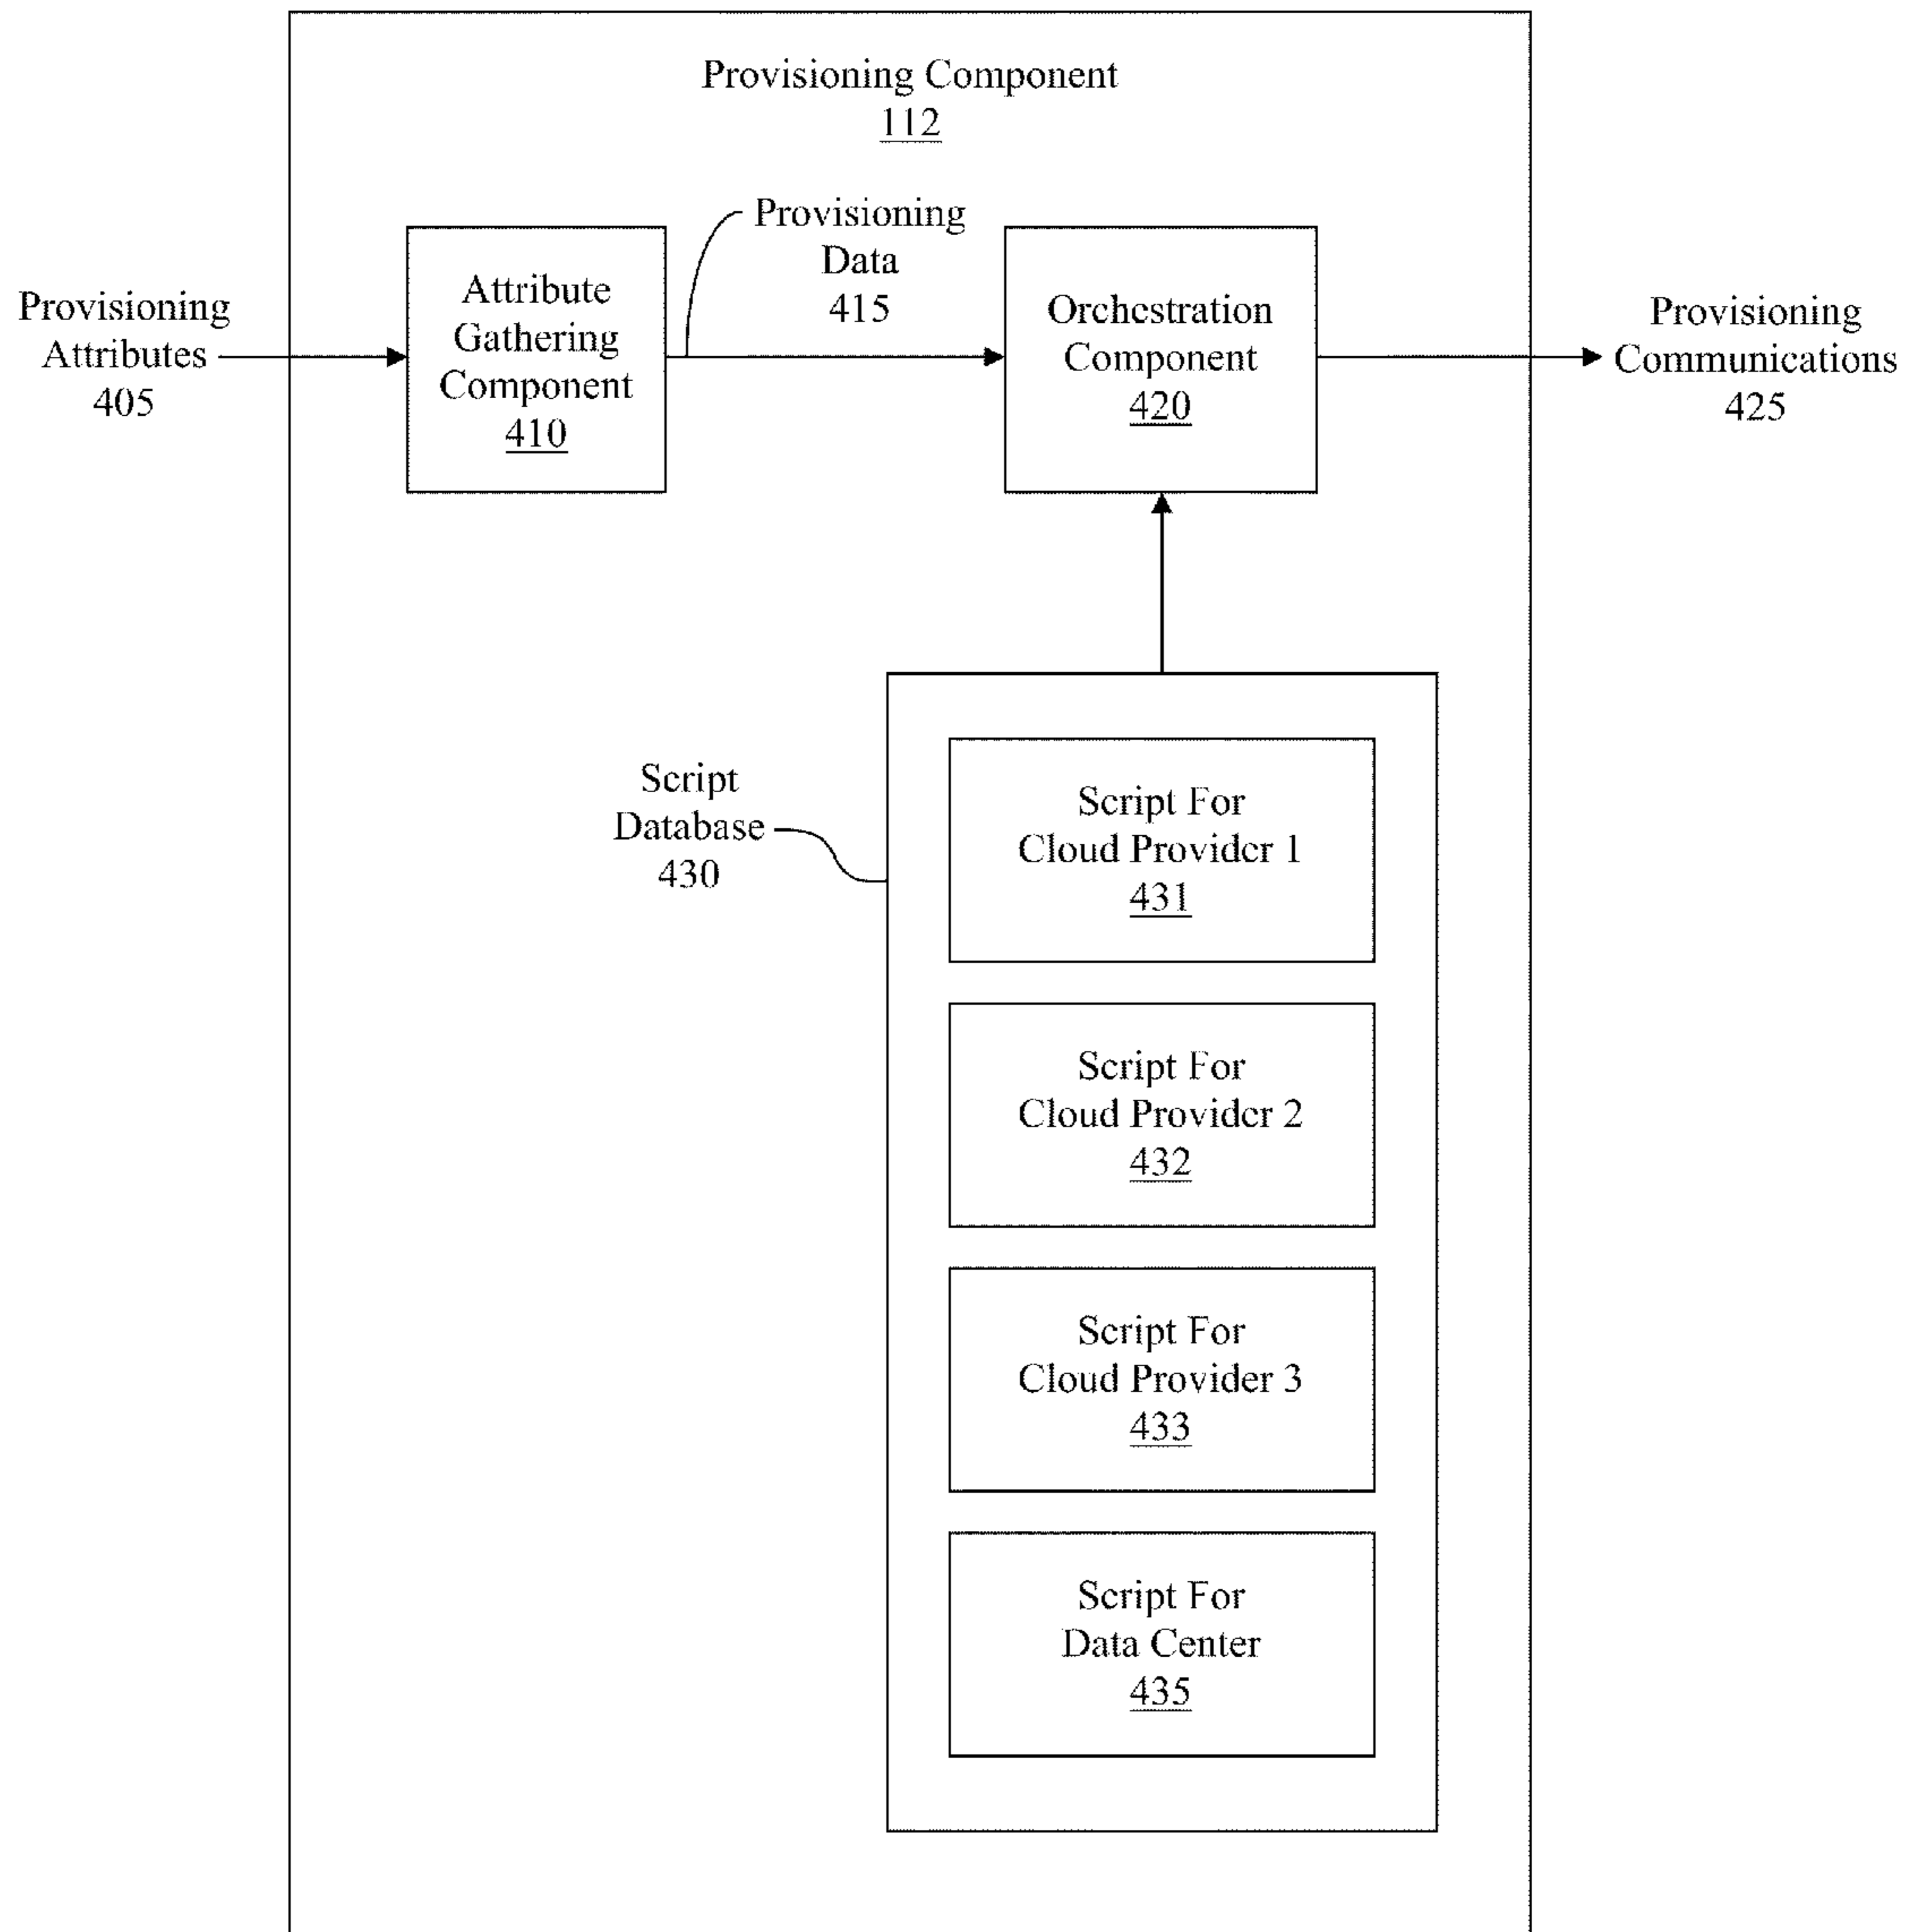 Provisioning Component
112
Provisioning
Attributes
405
Attribute
Gathering
Component
410
Provisioning
Data
415
Orchestration
Component
420
Provisioning
Communications
425
Script
Database
430
Script For
Cloud Provider 1
431
Script For
Cloud Provider 2
432
Script For
Cloud Provider 3
433
Script For
Data Center
435